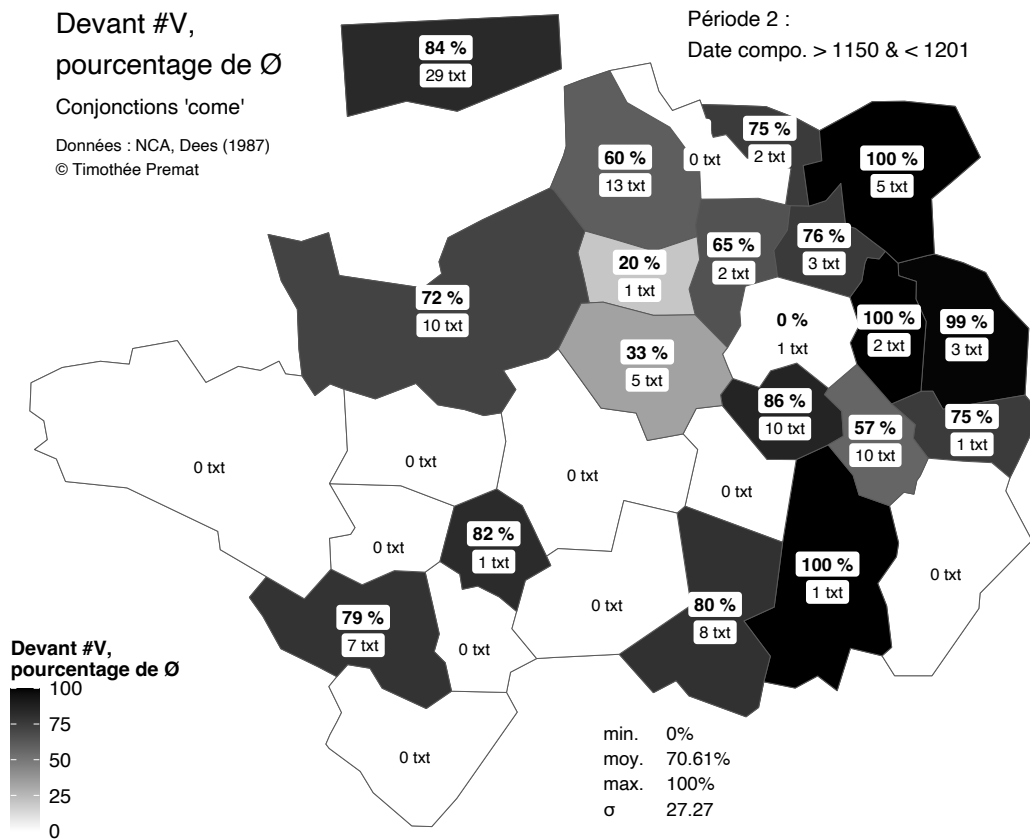 Devant #V,
pourcentage de Ø
Conjonctions 'come'
Données : NCA, Dees (1987)
© Timothée Premat
Période 2 :
Date compo. > 1150 & < 1201
84 %
29 txt
60 %
13 txt
0 txt
75 %
2 txt
100 %
5 txt
72 %
10 txt
20 %
1 txt
65 %
2 txt
76 %
3 txt
33 %
5 txt
0 %
1 txt
100 %
2 txt
99 %
3 txt
86 %
10 txt
57 %
10 txt
75 %
1 txt
0 txt
0 txt
0 txt
0 txt
0 txt
82 %
1 txt
79 %
7 txt
0 txt
0 txt
80 %
8 txt
100 %
1 txt
0 txt
0 txt
Devant #V,
pourcentage de Ø
100
75
50
25
0
min. 0%
moy. 70.61%
max. 100%
σ 27.27